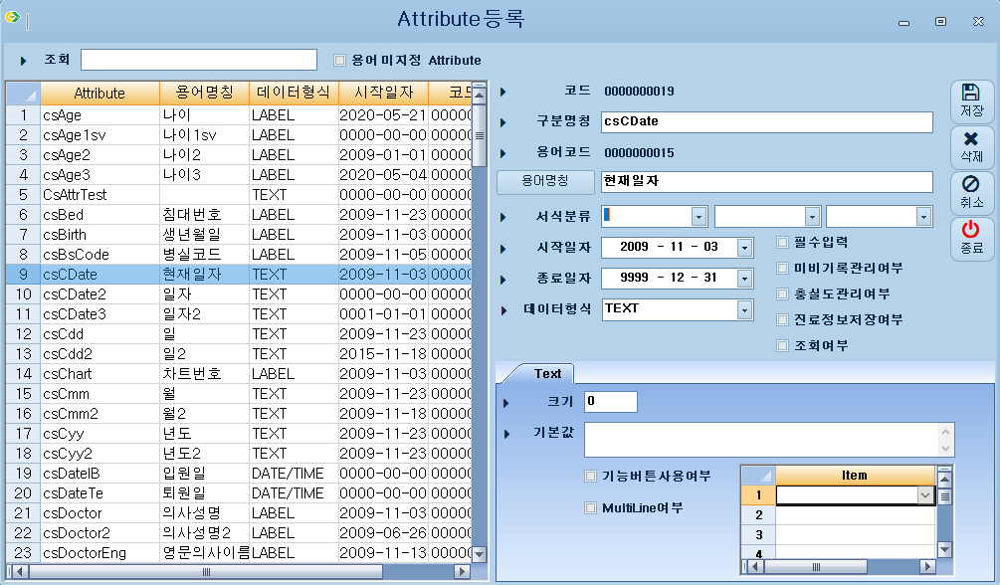 Attribute등록
조회
용어 미지정 Attribute
Attribute 용어명칭 데이터형식 시작일자 코드
1 csAge 나이 LABEL 2020-05-21 00000
2 csAge1sv 나이1sv LABEL 0000-00-00 00000
3 csAge2 나이2 LABEL 2009-01-01 00000
4 csAge3 나이3 LABEL 2020-05-04 00000
5 CsAttrTest TEXT 0000-00-00 00000
6 csBed 침대번호 LABEL 2009-11-23 00000
7 csBirth 생년월일 LABEL 2009-11-03 00000
8 csBsCode 병실코드 LABEL 2009-11-05 00000
9 csCDate 현재일자 TEXT 2009-11-03 00000
10 csCDate2 일자 TEXT 0000-00-00 00000
11 csCDate3 일자2 TEXT 0001-01-01 00000
12 csCdd 일 TEXT 2009-11-23 00000
13 csCdd2 일2 TEXT 2015-11-18 00000
14 csChart 차트번호 LABEL 2009-11-03 00000
15 csCmm 월 TEXT 2009-11-23 00000
16 csCmm2 월2 TEXT 2009-11-18 00000
17 csCyy 년도 TEXT 2009-11-23 00000
18 csCyy2 년도2 TEXT 2009-11-23 00000
19 csDateIB 입원일 DATE/TIME 0000-00-00 00000
20 csDateTe 퇴원일 DATE/TIME 0000-00-00 00000
21 csDoctor 의사성명 LABEL 2009-11-03 00000
22 csDoctor2 의사성명2 LABEL 2009-06-26 00000
23 csDoctorEng 영문의사이름 LABEL 2009-11-13 00000
코드 0000000019
구분명칭 csCDate
용어코드 0000000015
용어명칭 현재일자
서식분류
시작일자 2009 - 11 - 03
종료일자 9999 - 12 - 31
데이터형식 TEXT
필수입력
미비기록관리여부
충실도관리여부
진료정보저장여부
조회여부
저장
삭제
취소
종료
Text
크기 0
기본값
기능버튼사용여부
MultiLine여부
Item
1
2
3
4